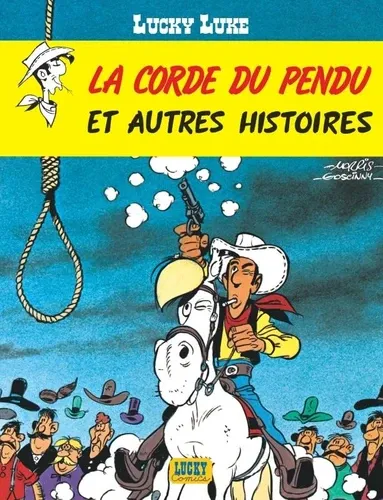 LUCKY LUKE
LA CORDE DU PENDU
ET AUTRES HISTOIRES
MORRIS
GOSCINNY
LUCKY
Comics